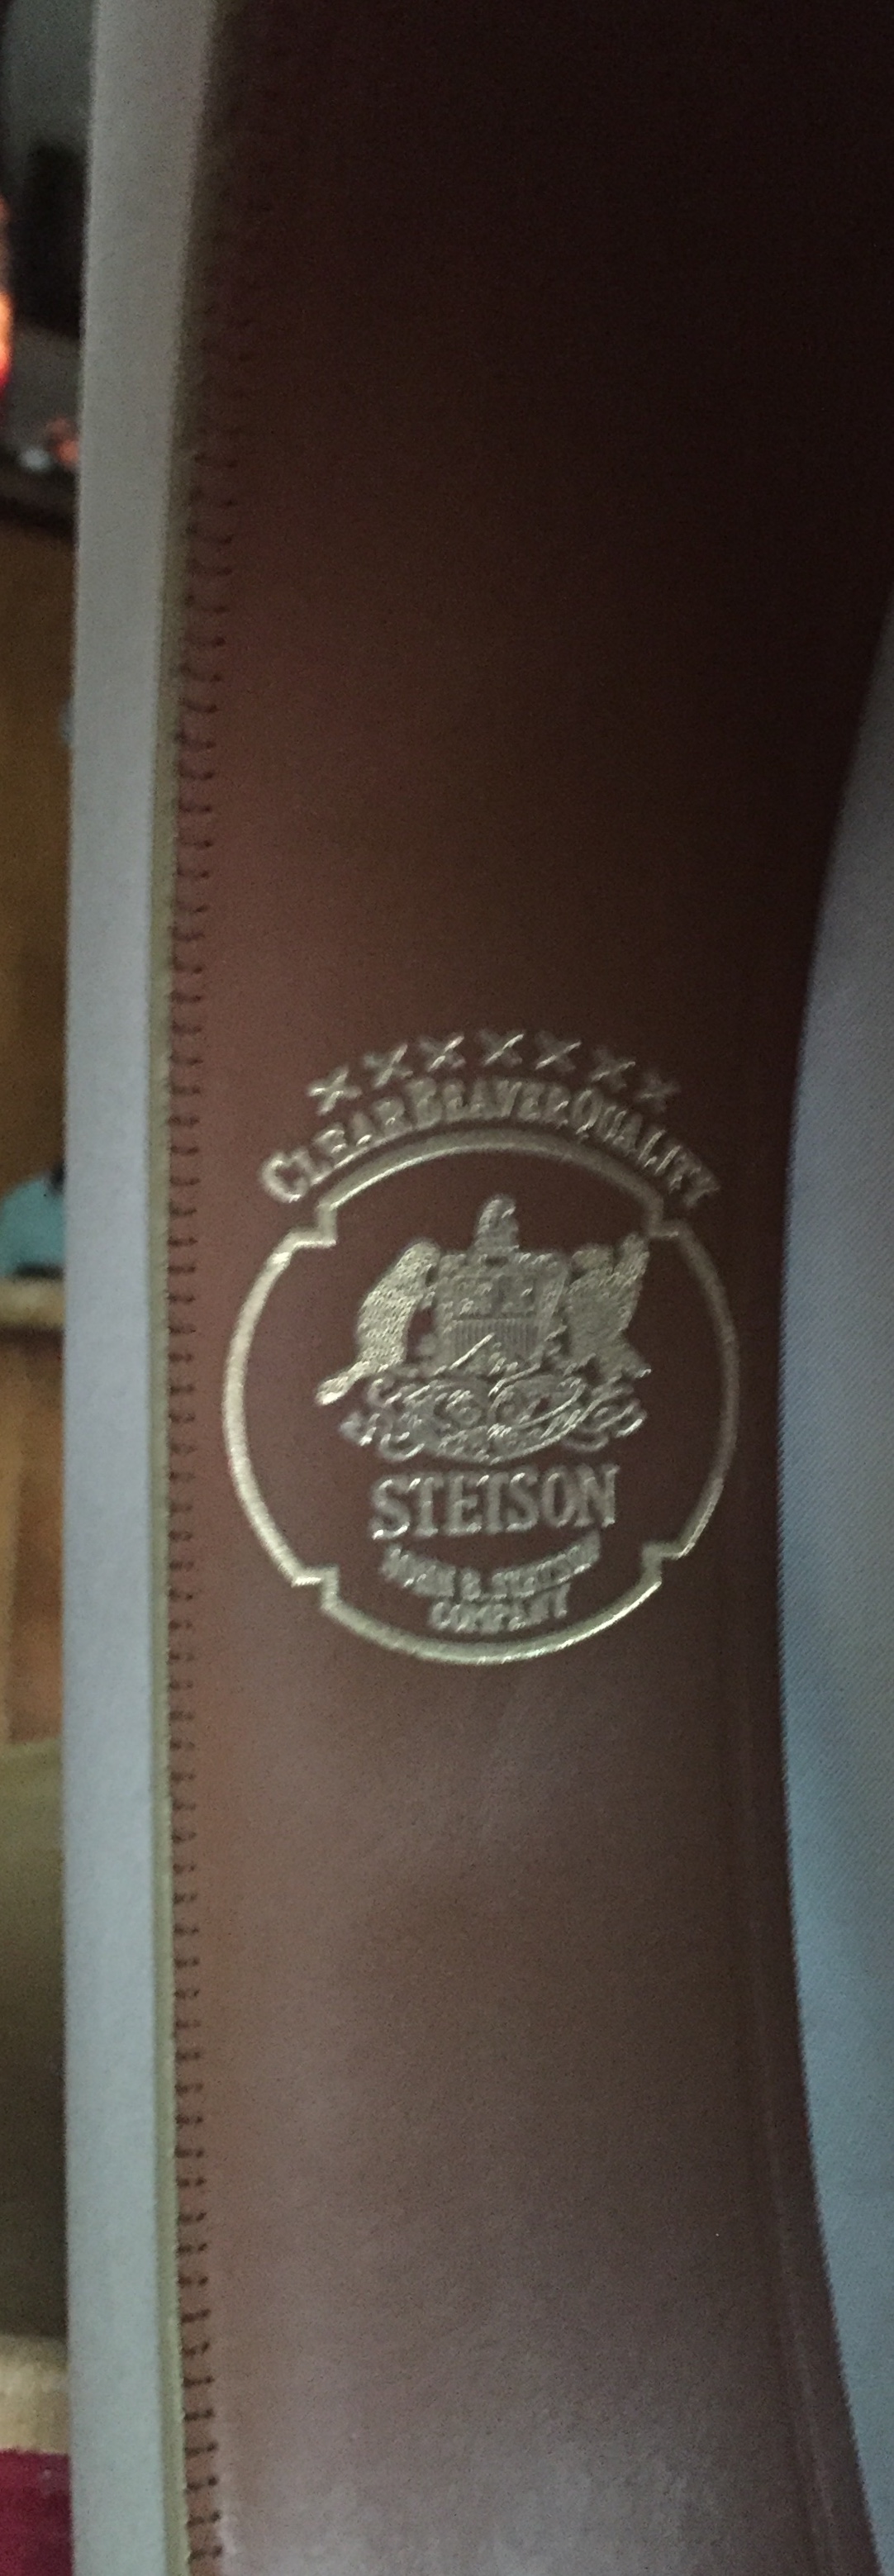 XXXXXXX
CLEAR BEAVER QUALITY
STETSON
JOHN B. STETSON
COMPANY